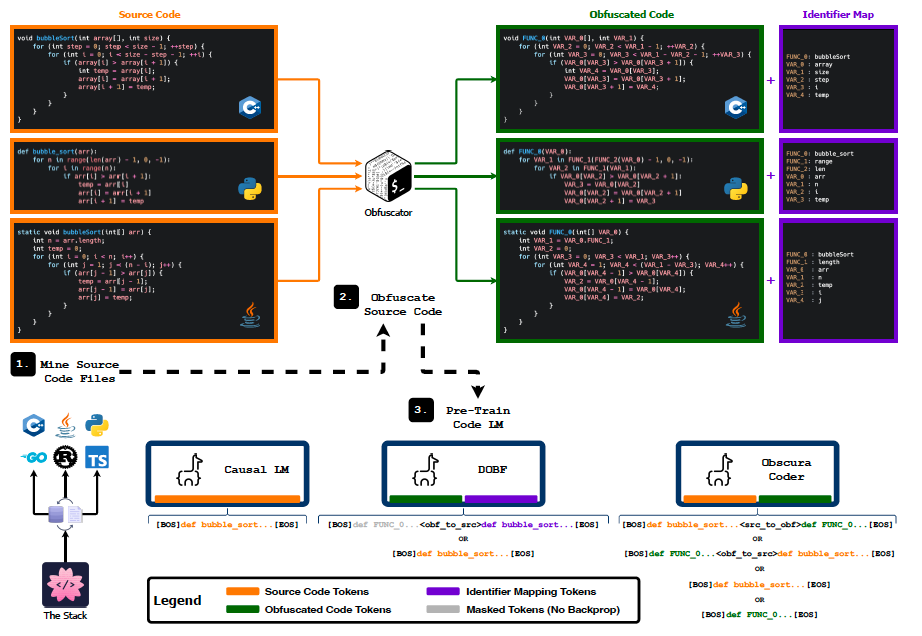 Source Code
Obfuscated Code
Identifier Map
void bubbleSort(int array[], int size) {
for (int step = 0; step < size - 1; ++step) {
for (int i = 0; i < size - step - 1; ++i) {
if (array[i] > array[i + 1]) {
int temp = array[i];
array[i] = array[i + 1];
array[i + 1] = temp;
}
}
}
}
void FUNC_0(int VAR_0[], int VAR_1) {
for (int VAR_2 = 0; VAR_2 < VAR_1 - 1; ++VAR_2) {
for (int VAR_3 = 0; VAR_3 < VAR_1 - VAR_2 - 1; ++VAR_3) {
if (VAR_0[VAR_3] > VAR_0[VAR_3 + 1]) {
int VAR_4 = VAR_0[VAR_3];
VAR_0[VAR_3] = VAR_0[VAR_3 + 1];
VAR_0[VAR_3 + 1] = VAR_4;
}
}
}
}
+
FUNC_0: bubbleSort
VAR_0 : array
VAR_1 : size
VAR_2 : step
VAR_3 : i
VAR_4 : temp
def bubble_sort(arr):
for n in range(len(arr) - 1, 0, -1):
for i in range(n):
if arr[i] > arr[i + 1]:
temp = arr[i]
arr[i] = arr[i + 1]
arr[i + 1] = temp
$_
Obfuscator
def FUNC_0(VAR_0):
for VAR_1 in FUNC_1(FUNC_2(VAR_0) - 1, 0, -1):
for VAR_2 in FUNC_1(VAR_1):
if VAR_0[VAR_2] > VAR_0[VAR_2 + 1]:
VAR_3 = VAR_0[VAR_2]
VAR_0[VAR_2] = VAR_0[VAR_2 + 1]
VAR_0[VAR_2 + 1] = VAR_3
+
FUNC_0: bubble_sort
FUNC_1: range
FUNC_2: len
VAR_0 : arr
VAR_1 : n
VAR_2 : i
VAR_3 : temp
static void bubbleSort(int[] arr) {
int n = arr.length;
int temp = 0;
for (int i = 0; i < n; i++) {
for (int j = 1; j < (n - i); j++) {
if (arr[j - 1] > arr[j]) {
temp = arr[j - 1];
arr[j - 1] = arr[j];
arr[j] = temp;
}
}
}
}
static void FUNC_0(int[] VAR_0) {
int VAR_1 = VAR_0.FUNC_1;
int VAR_2 = 0;
for (int VAR_3 = 0; VAR_3 < VAR_1; VAR_3++) {
for (int VAR_4 = 1; VAR_4 < (VAR_1 - VAR_3); VAR_4++) {
if (VAR_0[VAR_4 - 1] > VAR_0[VAR_4]) {
VAR_2 = VAR_0[VAR_4 - 1];
VAR_0[VAR_4 - 1] = VAR_0[VAR_4];
VAR_0[VAR_4] = VAR_2;
}
}
}
}
+
FUNC_0 : bubbleSort
FUNC_1 : length
VAR_0 : arr
VAR_1 : n
VAR_2 : temp
VAR_3 : i
VAR_4 : j
1. Mine Source
Code Files
2. Obfuscate
Source Code
3. Pre-Train
Code LM
GO
TS
The Stack
Causal LM
[BOS]def bubble_sort...[EOS]
DOBF
[BOS]def FUNC_0...<obf_to_src>def bubble_sort...[EOS]
OR
[BOS]def bubble_sort...[EOS]
Obscura
Coder
[BOS]def bubble_sort...<src_to_obf>def FUNC_0...[EOS]
OR
[BOS]def FUNC_0...<obf_to_src>def bubble_sort...[EOS]
OR
[BOS]def bubble_sort...[EOS]
OR
[BOS]def FUNC_0...[EOS]
Legend
Source Code Tokens
Identifier Mapping Tokens
Obfuscated Code Tokens
Masked Tokens (No Backprop)